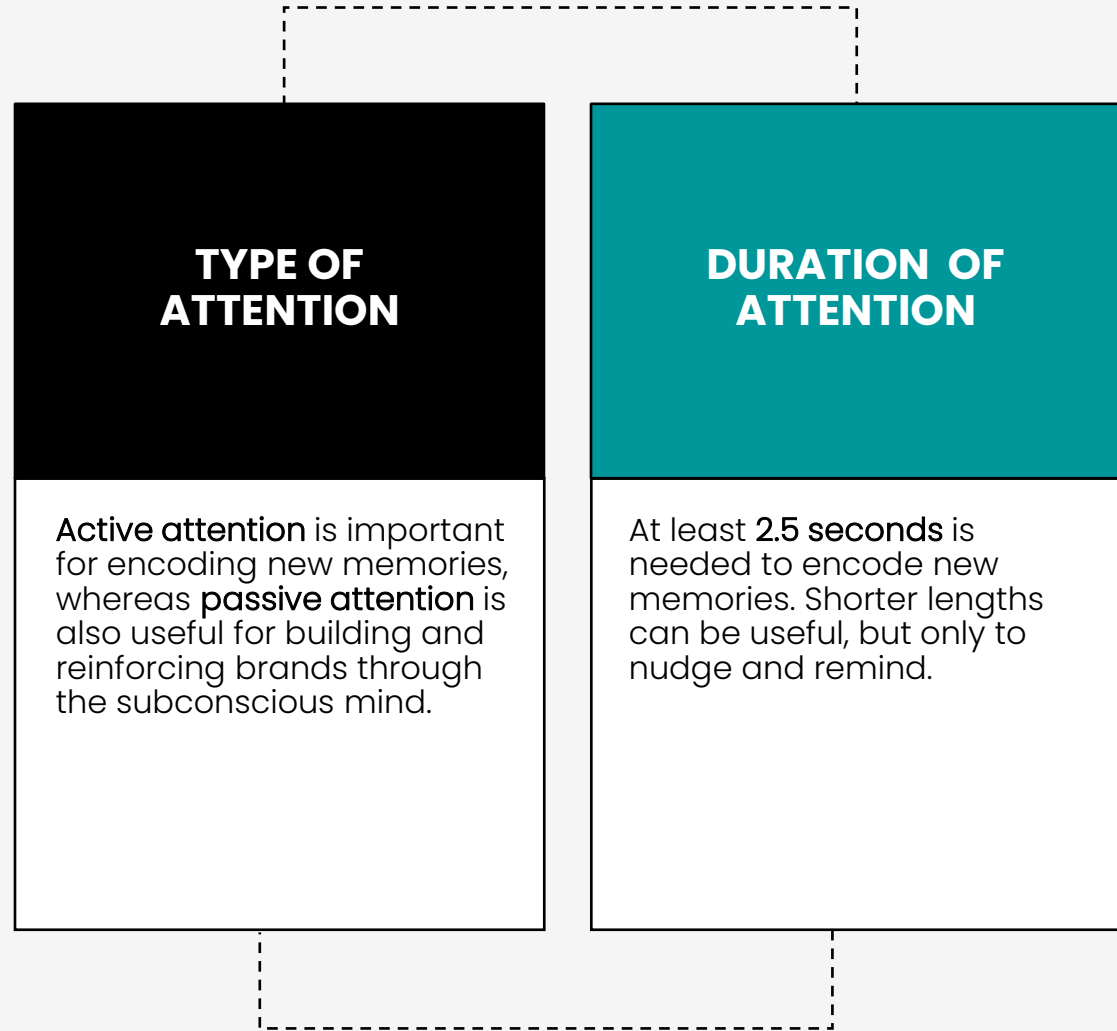 TYPE OF
ATTENTION
Active attention is important
for encoding new memories,
whereas passive attention is
also useful for building and
reinforcing brands through
the subconscious mind.
DURATION OF
ATTENTION
At least 2.5 seconds is
needed to encode new
memories. Shorter lengths
can be useful, but only to
nudge and remind.